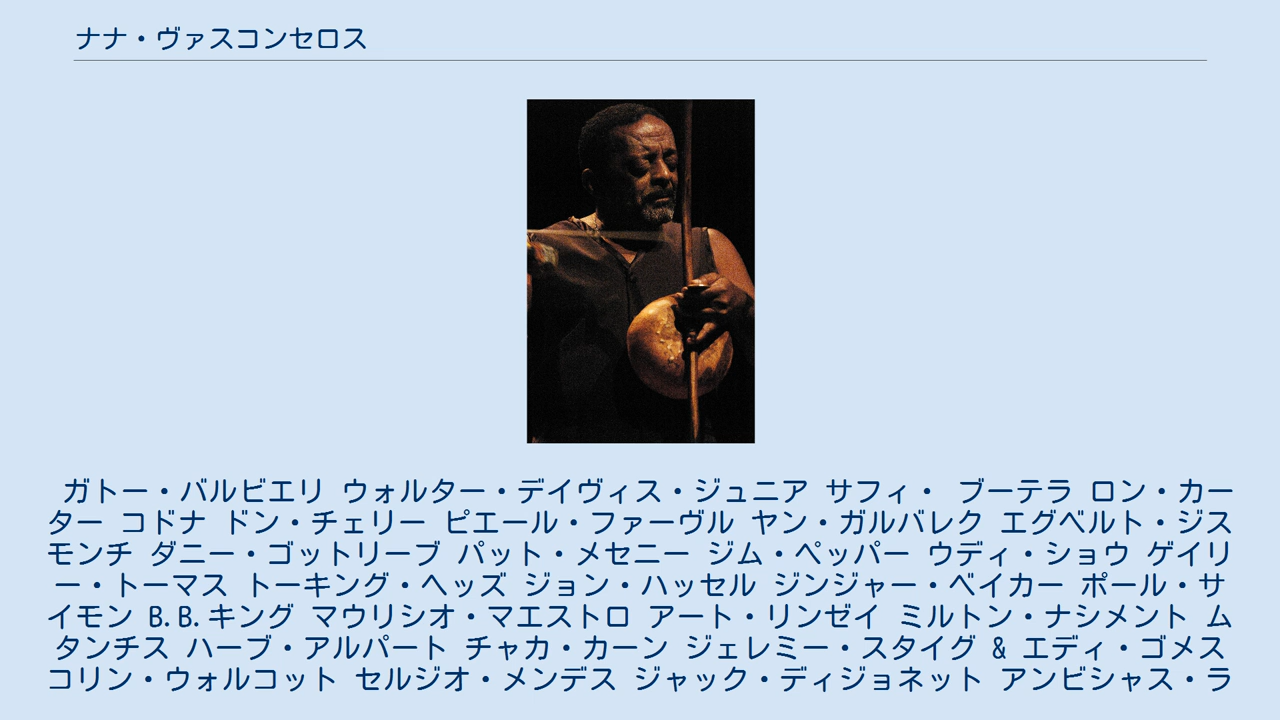 ナナ・ヴァスコンセロス
ガトー・バルビエリ ウォルター・デイヴィス・ジュニア サフィ・ ブーテラ ロン・カー
ター コドナ ドン・チェリー ピエール・ファーヴル ヤン・ガルバレク エグベルト・ジス
モンチ ダニー・ゴットリーブ パット・メセニー ジム・ペッパー ウディ・ショウ ゲイリ
ー・トーマス トーキング・ヘッズ ジョン・ハッセル ジンジャー・ベイカー ポール・サ
イモン B.B.キング マウリシオ・マエストロ アート・リンゼイ ミルトン・ナシメント ム
タンチス ハーブ・アルパート チャカ・カーン ジェレミー・スタイグ & エディ・ゴメス
コリン・ウォルコット セルジオ・メンデス ジャック・ディジョネット アンビシャス・ラ